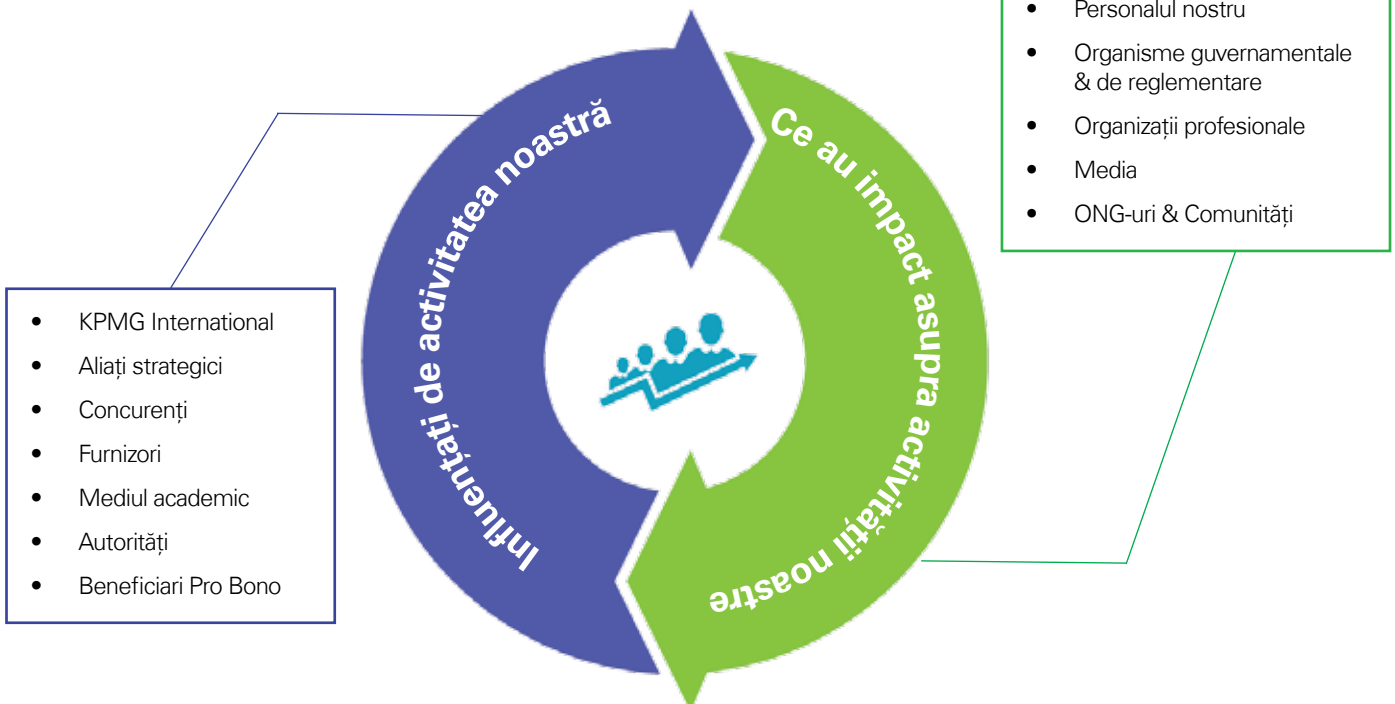 Influențați de activitatea noastră
Ce au impact asupra activității noastre
• KPMG International
• Aliați strategici
• Concurenți
• Furnizori
• Mediul academic
• Autorități
• Beneficiari Pro Bono
• Personalul nostru
• Organisme guvernamentale
& de reglementare
• Organizații profesionale
• Media
• ONG-uri & Comunități